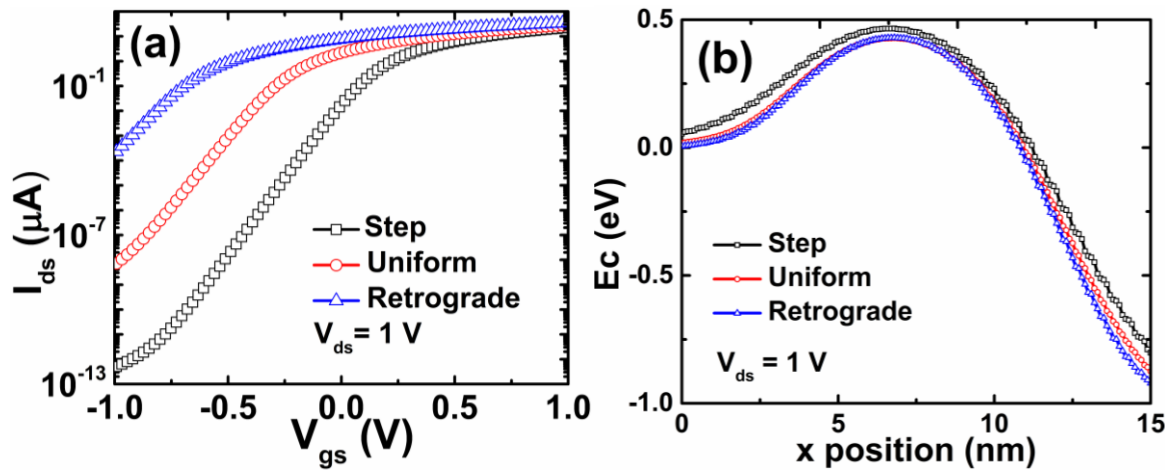 (a)
10⁻¹
10⁻⁷
10⁻¹³
I_ds (μA)
Step
Uniform
Retrograde
V_ds = 1 V
-1.0 -0.5 0.0 0.5 1.0
V_gs (V)
(b)
0.5
0.0
-0.5
-1.0
Ec (eV)
Step
Uniform
Retrograde
V_ds = 1 V
0 5 10 15
x position (nm)